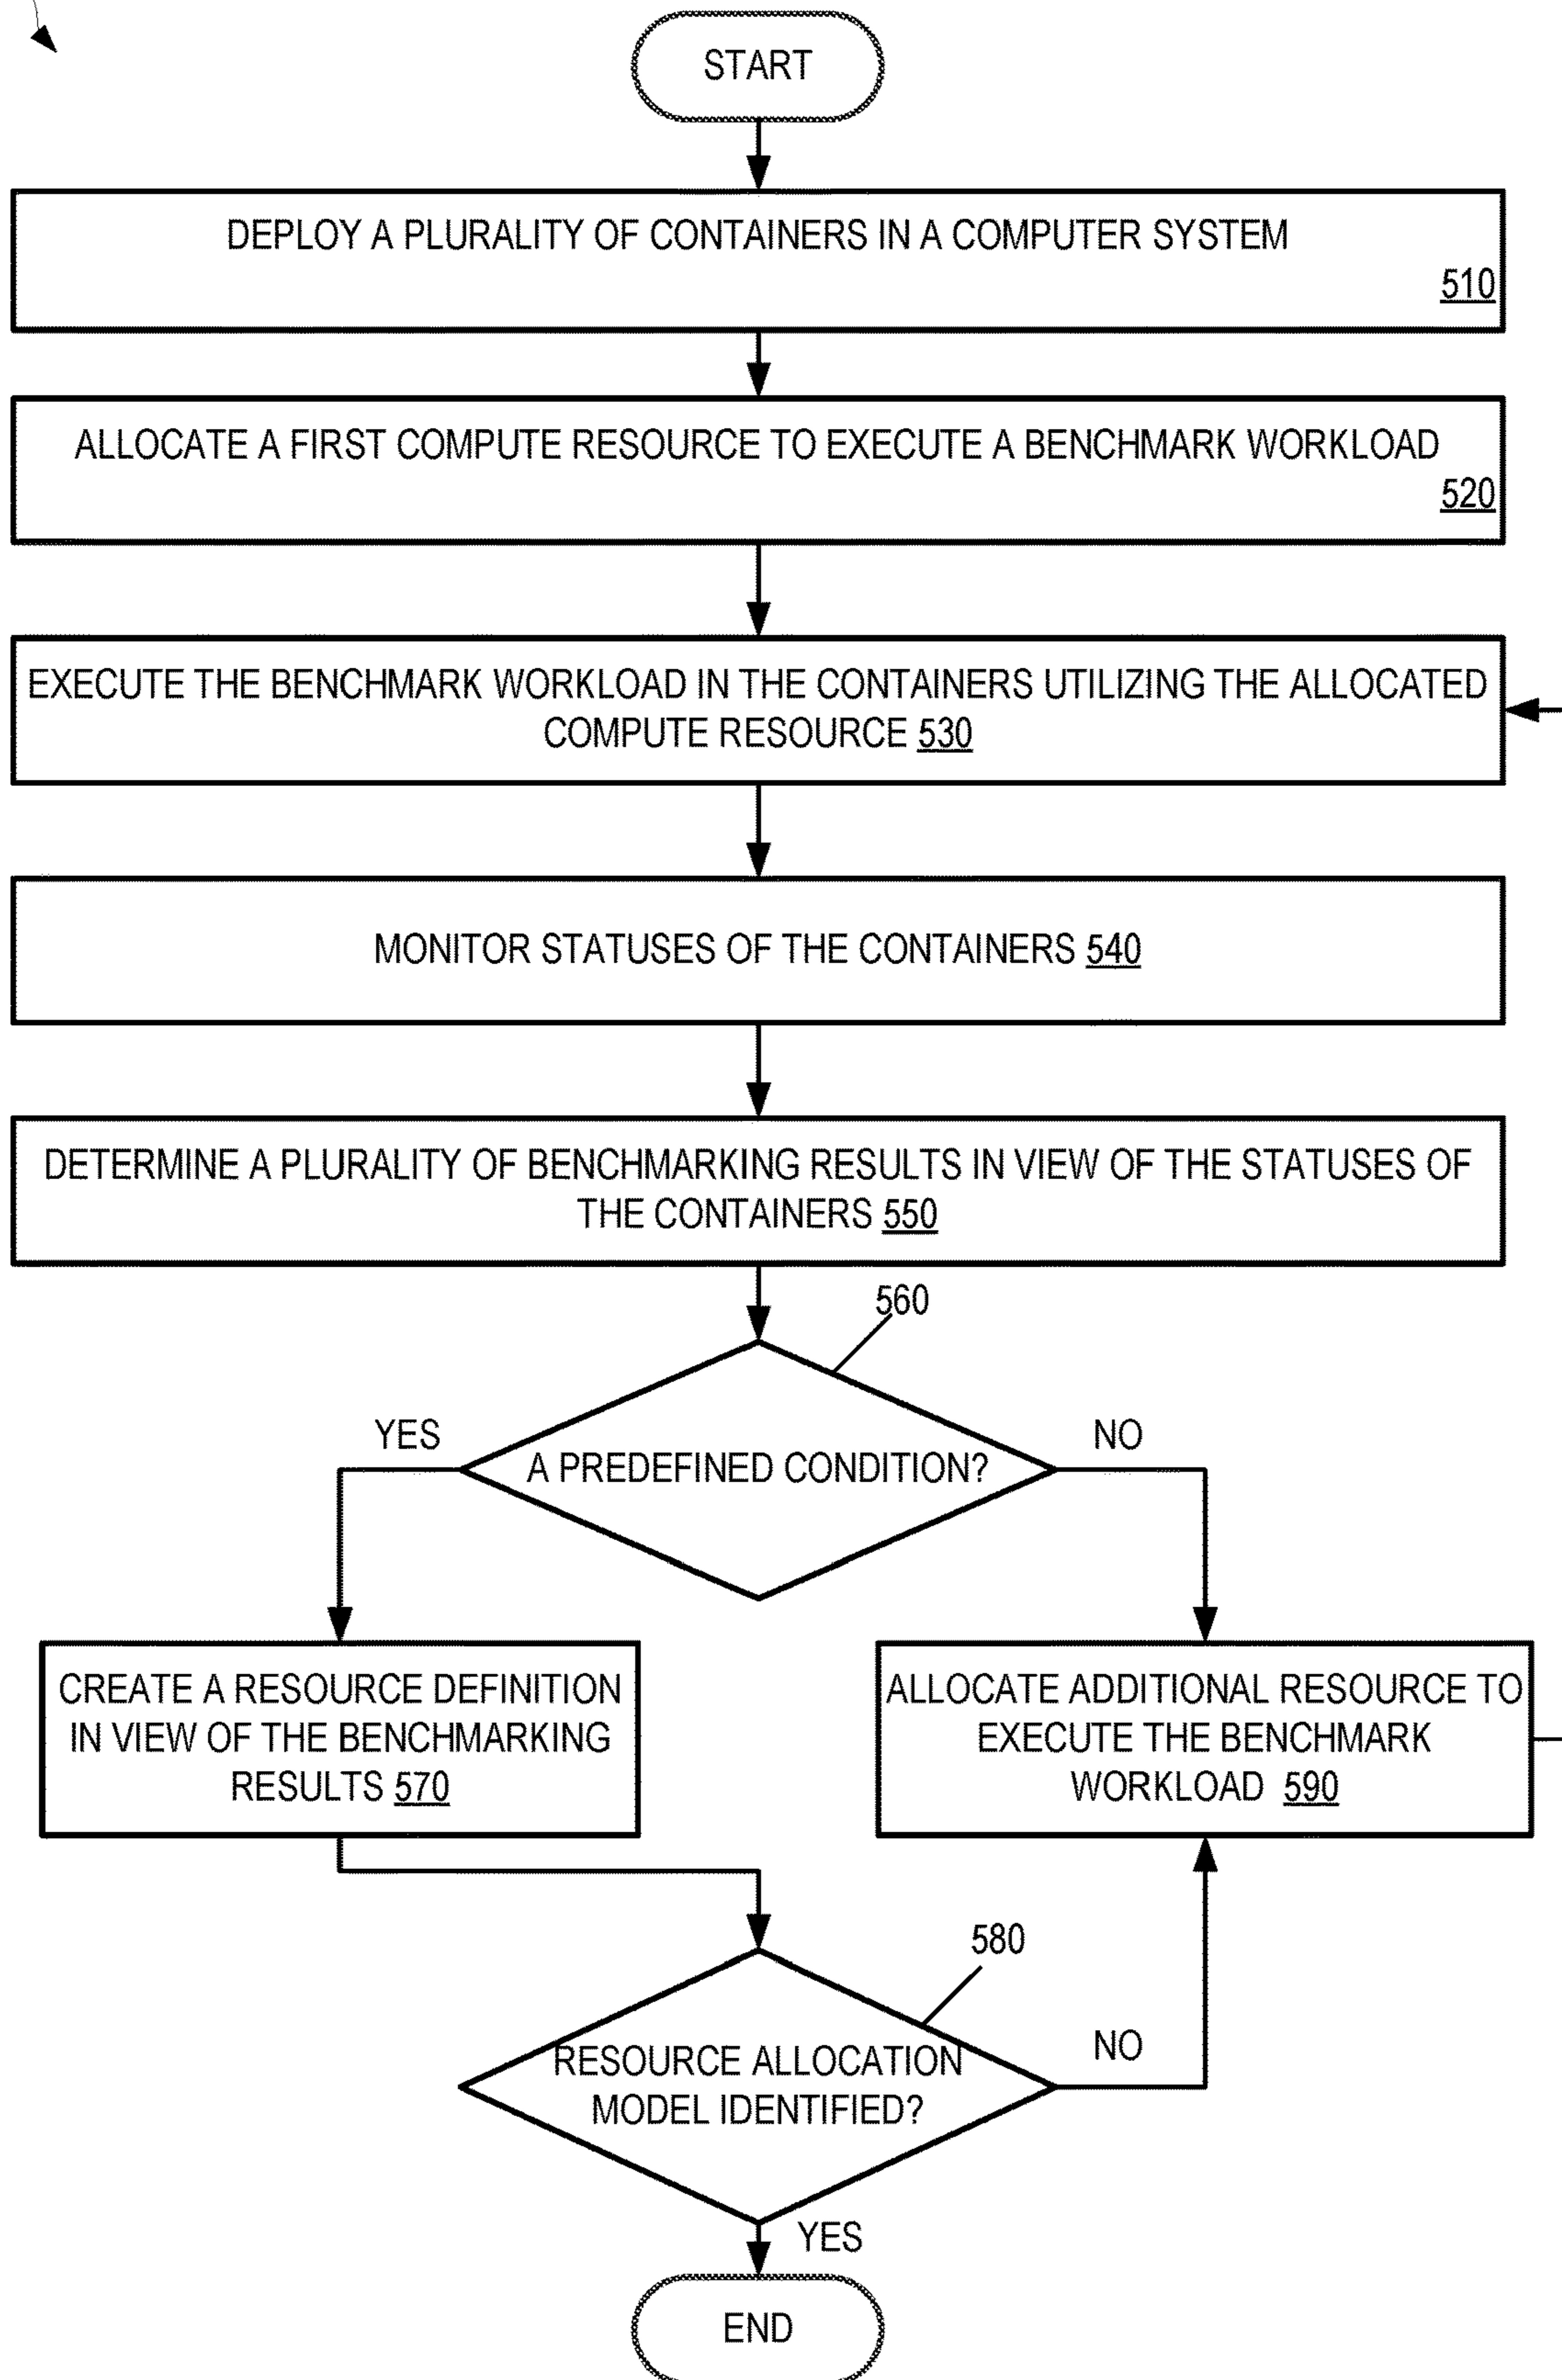 START
DEPLOY A PLURALITY OF CONTAINERS IN A COMPUTER SYSTEM
510
ALLOCATE A FIRST COMPUTE RESOURCE TO EXECUTE A BENCHMARK WORKLOAD
520
EXECUTE THE BENCHMARK WORKLOAD IN THE CONTAINERS UTILIZING THE ALLOCATED
COMPUTE RESOURCE 530
MONITOR STATUSES OF THE CONTAINERS 540
DETERMINE A PLURALITY OF BENCHMARKING RESULTS IN VIEW OF THE STATUSES OF
THE CONTAINERS 550
560
YES
NO
A PREDEFINED CONDITION?
CREATE A RESOURCE DEFINITION
IN VIEW OF THE BENCHMARKING
RESULTS 570
ALLOCATE ADDITIONAL RESOURCE TO
EXECUTE THE BENCHMARK
WORKLOAD 590
580
NO
RESOURCE ALLOCATION
MODEL IDENTIFIED?
YES
END